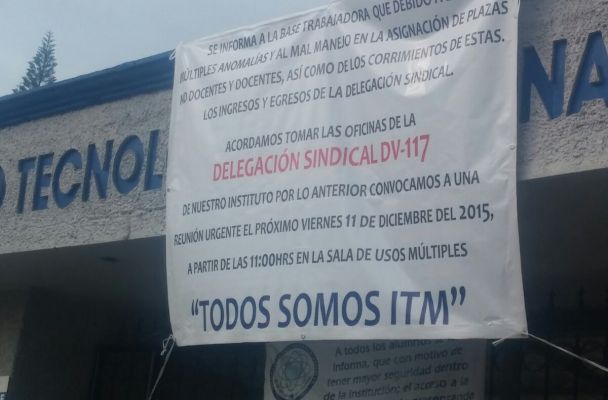 SE INFORMA A LA BASE TRABAJADORA QUE DEBIDO A
MÚLTIPLES ANOMALÍAS Y AL MAL MANEJO EN LA ASIGNACIÓN DE PLAZAS
NO DOCENTES Y DOCENTES, ASÍ COMO DE LOS CORRIMIENTOS DE ESTAS.
LOS INGRESOS Y EGRESOS DE LA DELEGACIÓN SINDICAL.
ACORDAMOS TOMAR LAS OFICINAS DE LA
DELEGACIÓN SINDICAL DV-117
DE NUESTRO INSTITUTO POR LO ANTERIOR CONVOCAMOS A UNA
REUNIÓN URGENTE EL PRÓXIMO VIERNES 11 DE DICIEMBRE DEL 2015,
A PARTIR DE LAS 11:00HRS EN LA SALA DE USOS MÚLTIPLES
"TODOS SOMOS ITM"
O TECNOL
NA
A todos los alumnos se
informa, que con motivo de
tener mayor seguridad dentro
de la Institución; el acceso a la